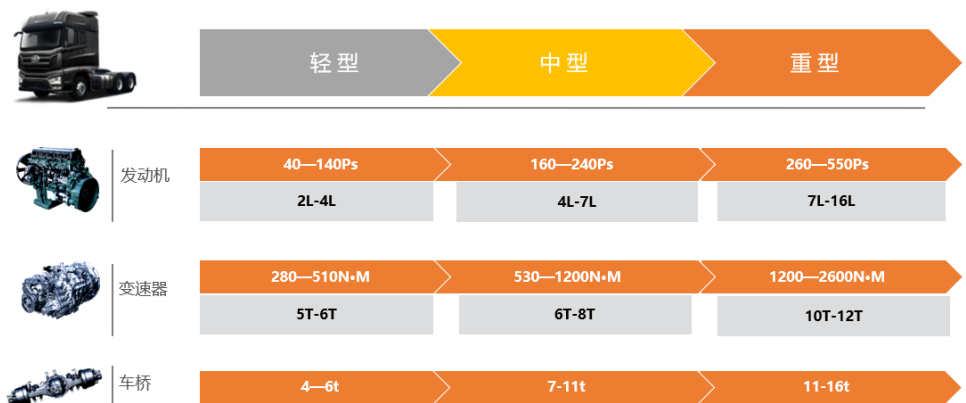 轻型 中型 重型
40—140Ps 160—240Ps 260—550Ps
发动机
2L-4L 4L-7L 7L-16L
280—510N•M 530—1200N•M 1200—2600N•M
变速器
5T-6T 6T-8T 10T-12T
车桥 4—6t 7-11t 11-16t